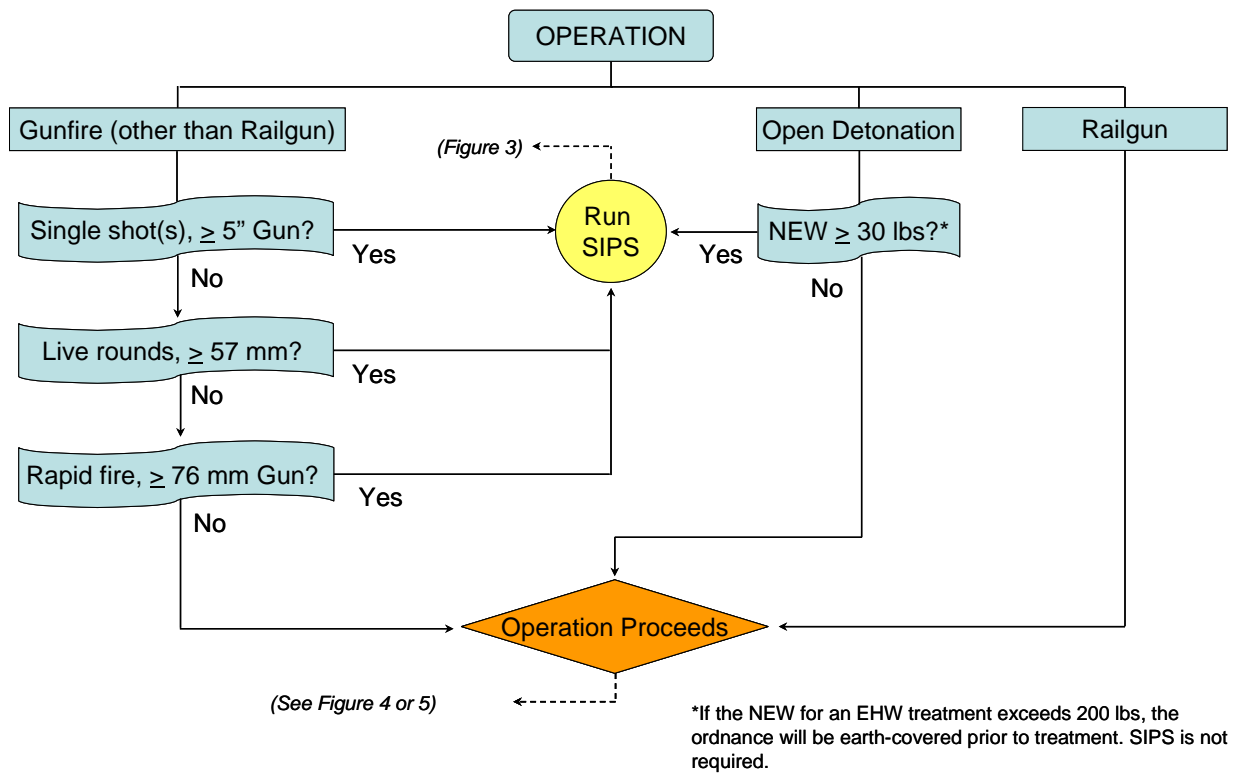 OPERATION
Gunfire (other than Railgun)
Open Detonation
Railgun
(Figure 3)
Single shot(s), ≥ 5” Gun?
Yes
No
Run
SIPS
Yes
NEW ≥ 30 lbs?*
No
Live rounds, ≥ 57 mm?
Yes
No
Rapid fire, ≥ 76 mm Gun?
Yes
No
Operation Proceeds
(See Figure 4 or 5)
*If the NEW for an EHW treatment exceeds 200 lbs, the
ordnance will be earth-covered prior to treatment. SIPS is not
required.